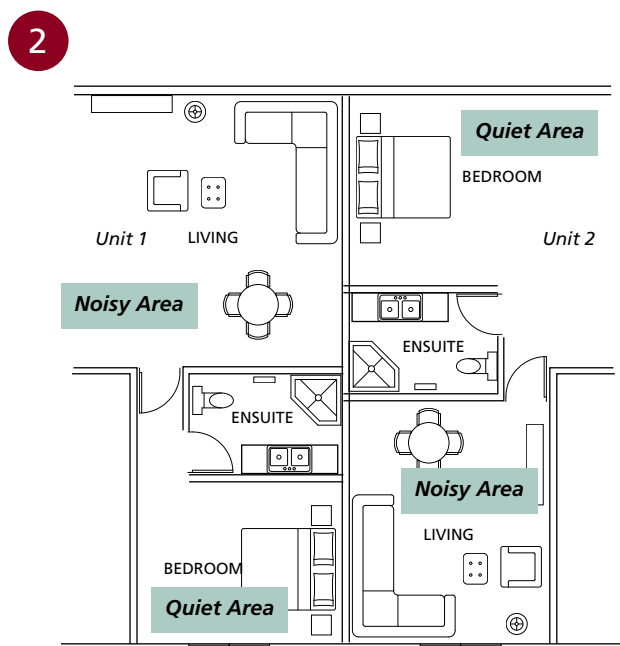 2
Quiet Area
BEDROOM
Unit 1
LIVING
Unit 2
Noisy Area
ENSUITE
ENSUITE
Noisy Area
LIVING
BEDROOM
Quiet Area